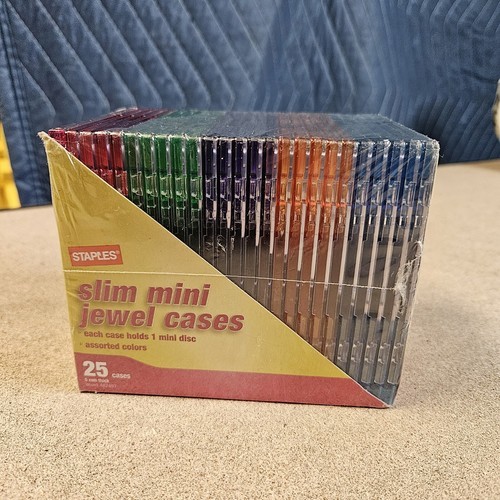 STAPLES
slim mini
jewel cases
· each case holds 1 mini disc
· assorted colors
25 cases